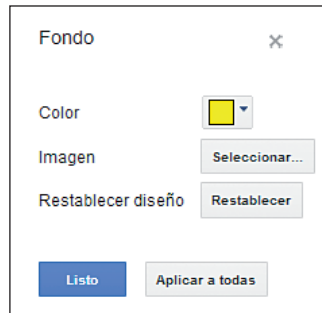 Fondo
Color
Imagen Seleccionar...
Restablecer diseño Restablecer
Listo Aplicar a todas